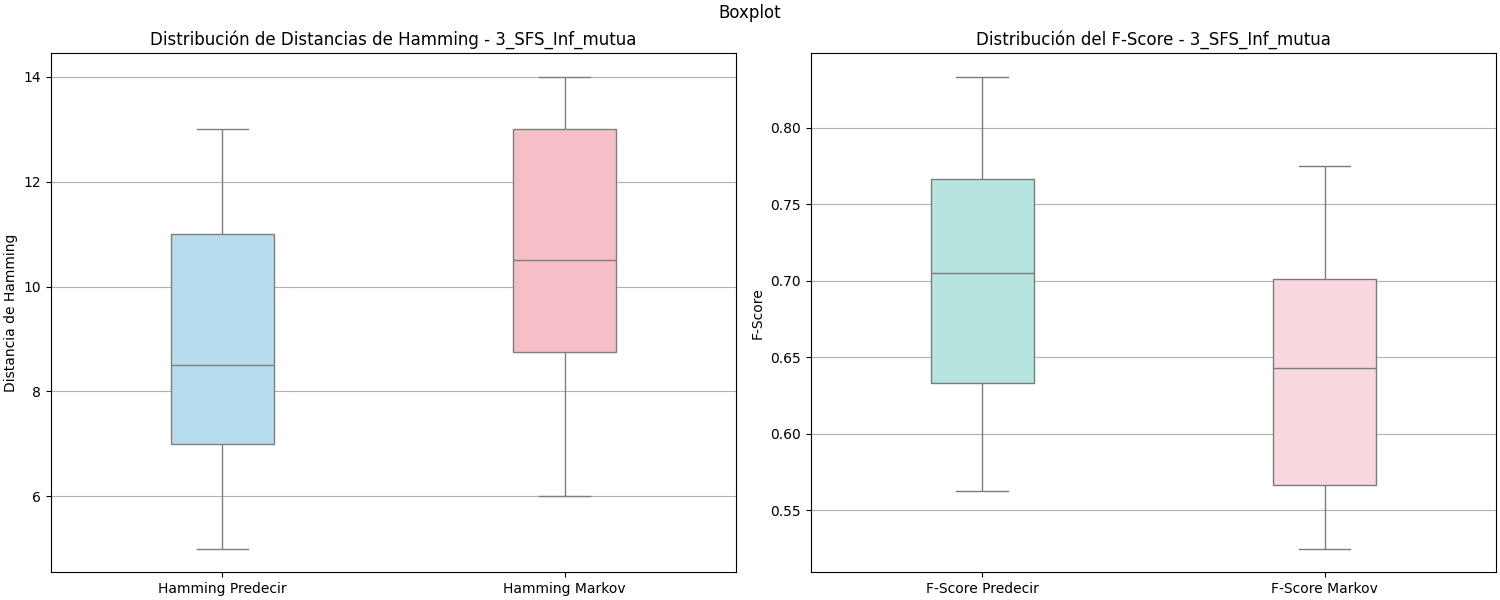 Boxplot
Distribución de Distancias de Hamming - 3_SFS_Inf_mutua
14
12
10
8
6
Distancia de Hamming
Hamming Predecir
Hamming Markov
Distribución del F-Score - 3_SFS_Inf_mutua
0.80
0.75
0.70
0.65
0.60
0.55
F-Score
F-Score Predecir
F-Score Markov